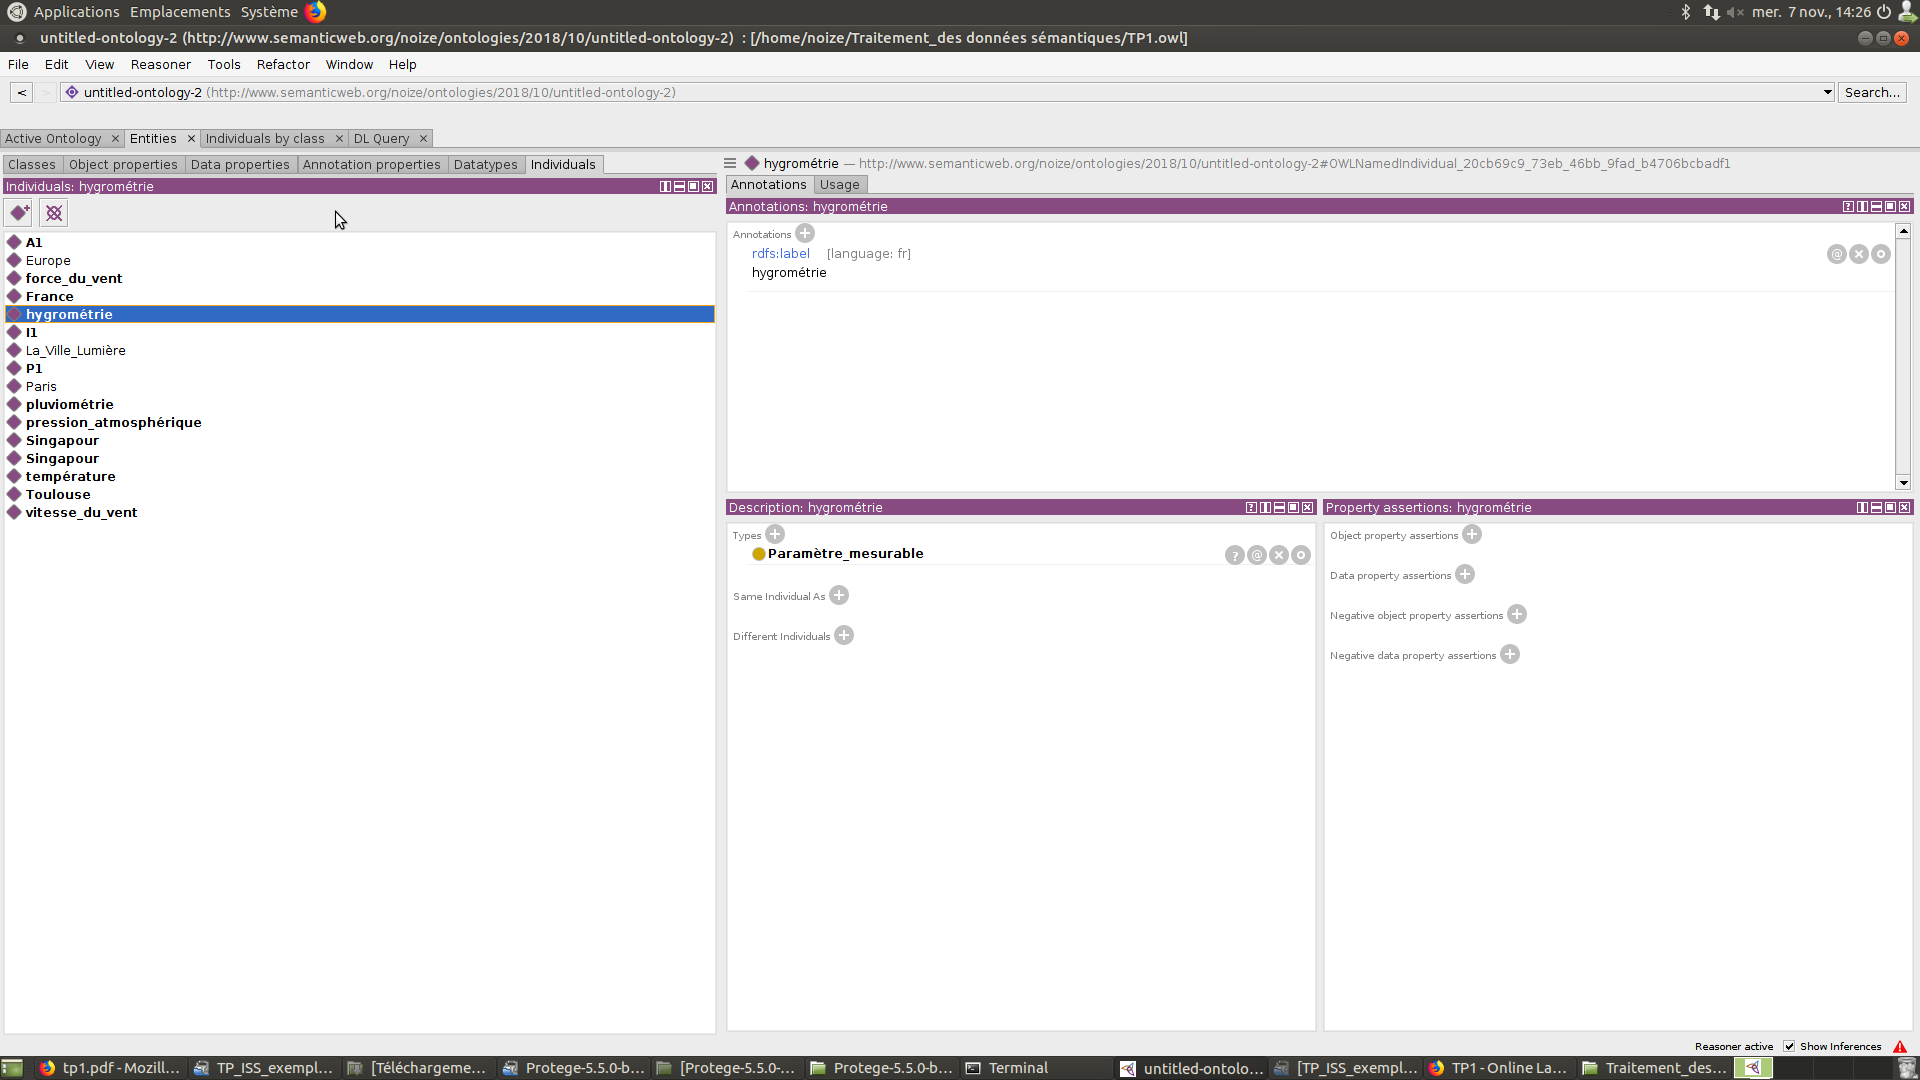 Applications Emplacements Système mer. 7 nov., 14:26
untitled-ontology-2 (http://www.semanticweb.org/noize/ontologies/2018/10/untitled-ontology-2) : [/home/noize/Traitement_des données sémantiques/TP1.owl]
File Edit View Reasoner Tools Refactor Window Help
< > untitled-ontology-2 (http://www.semanticweb.org/noize/ontologies/2018/10/untitled-ontology-2) Search...
Active Ontology × Entities × Individuals by class × DL Query ×
Classes Object properties Data properties Annotation properties Datatypes Individuals
Individuals: hygrométrie
A1
Europe
force_du_vent
France
hygrométrie
I1
La_Ville_Lumière
P1
Paris
pluviométrie
pression_atmosphérique
Singapour
Singapour
température
Toulouse
vitesse_du_vent
hygrométrie — http://www.semanticweb.org/noize/ontologies/2018/10/untitled-ontology-2#OWLNamedIndividual_20cb69c9_73eb_46bb_9fad_b4706bcbadf1
Annotations Usage
Annotations: hygrométrie
Annotations
rdfs:label [language: fr]
hygrométrie
Description: hygrométrie
Types
Paramètre_mesurable
Same Individual As
Different Individuals
Property assertions: hygrométrie
Object property assertions
Data property assertions
Negative object property assertions
Negative data property assertions
Reasoner active Show Inferences
tp1.pdf - Mozill... TP_ISS_exempl... [Téléchargeme... Protege-5.5.0-b... [Protege-5.5.0-... Protege-5.5.0-b... Terminal untitled-ontolo... [TP_ISS_exempl... TP1 - Online La... Traitement_des...